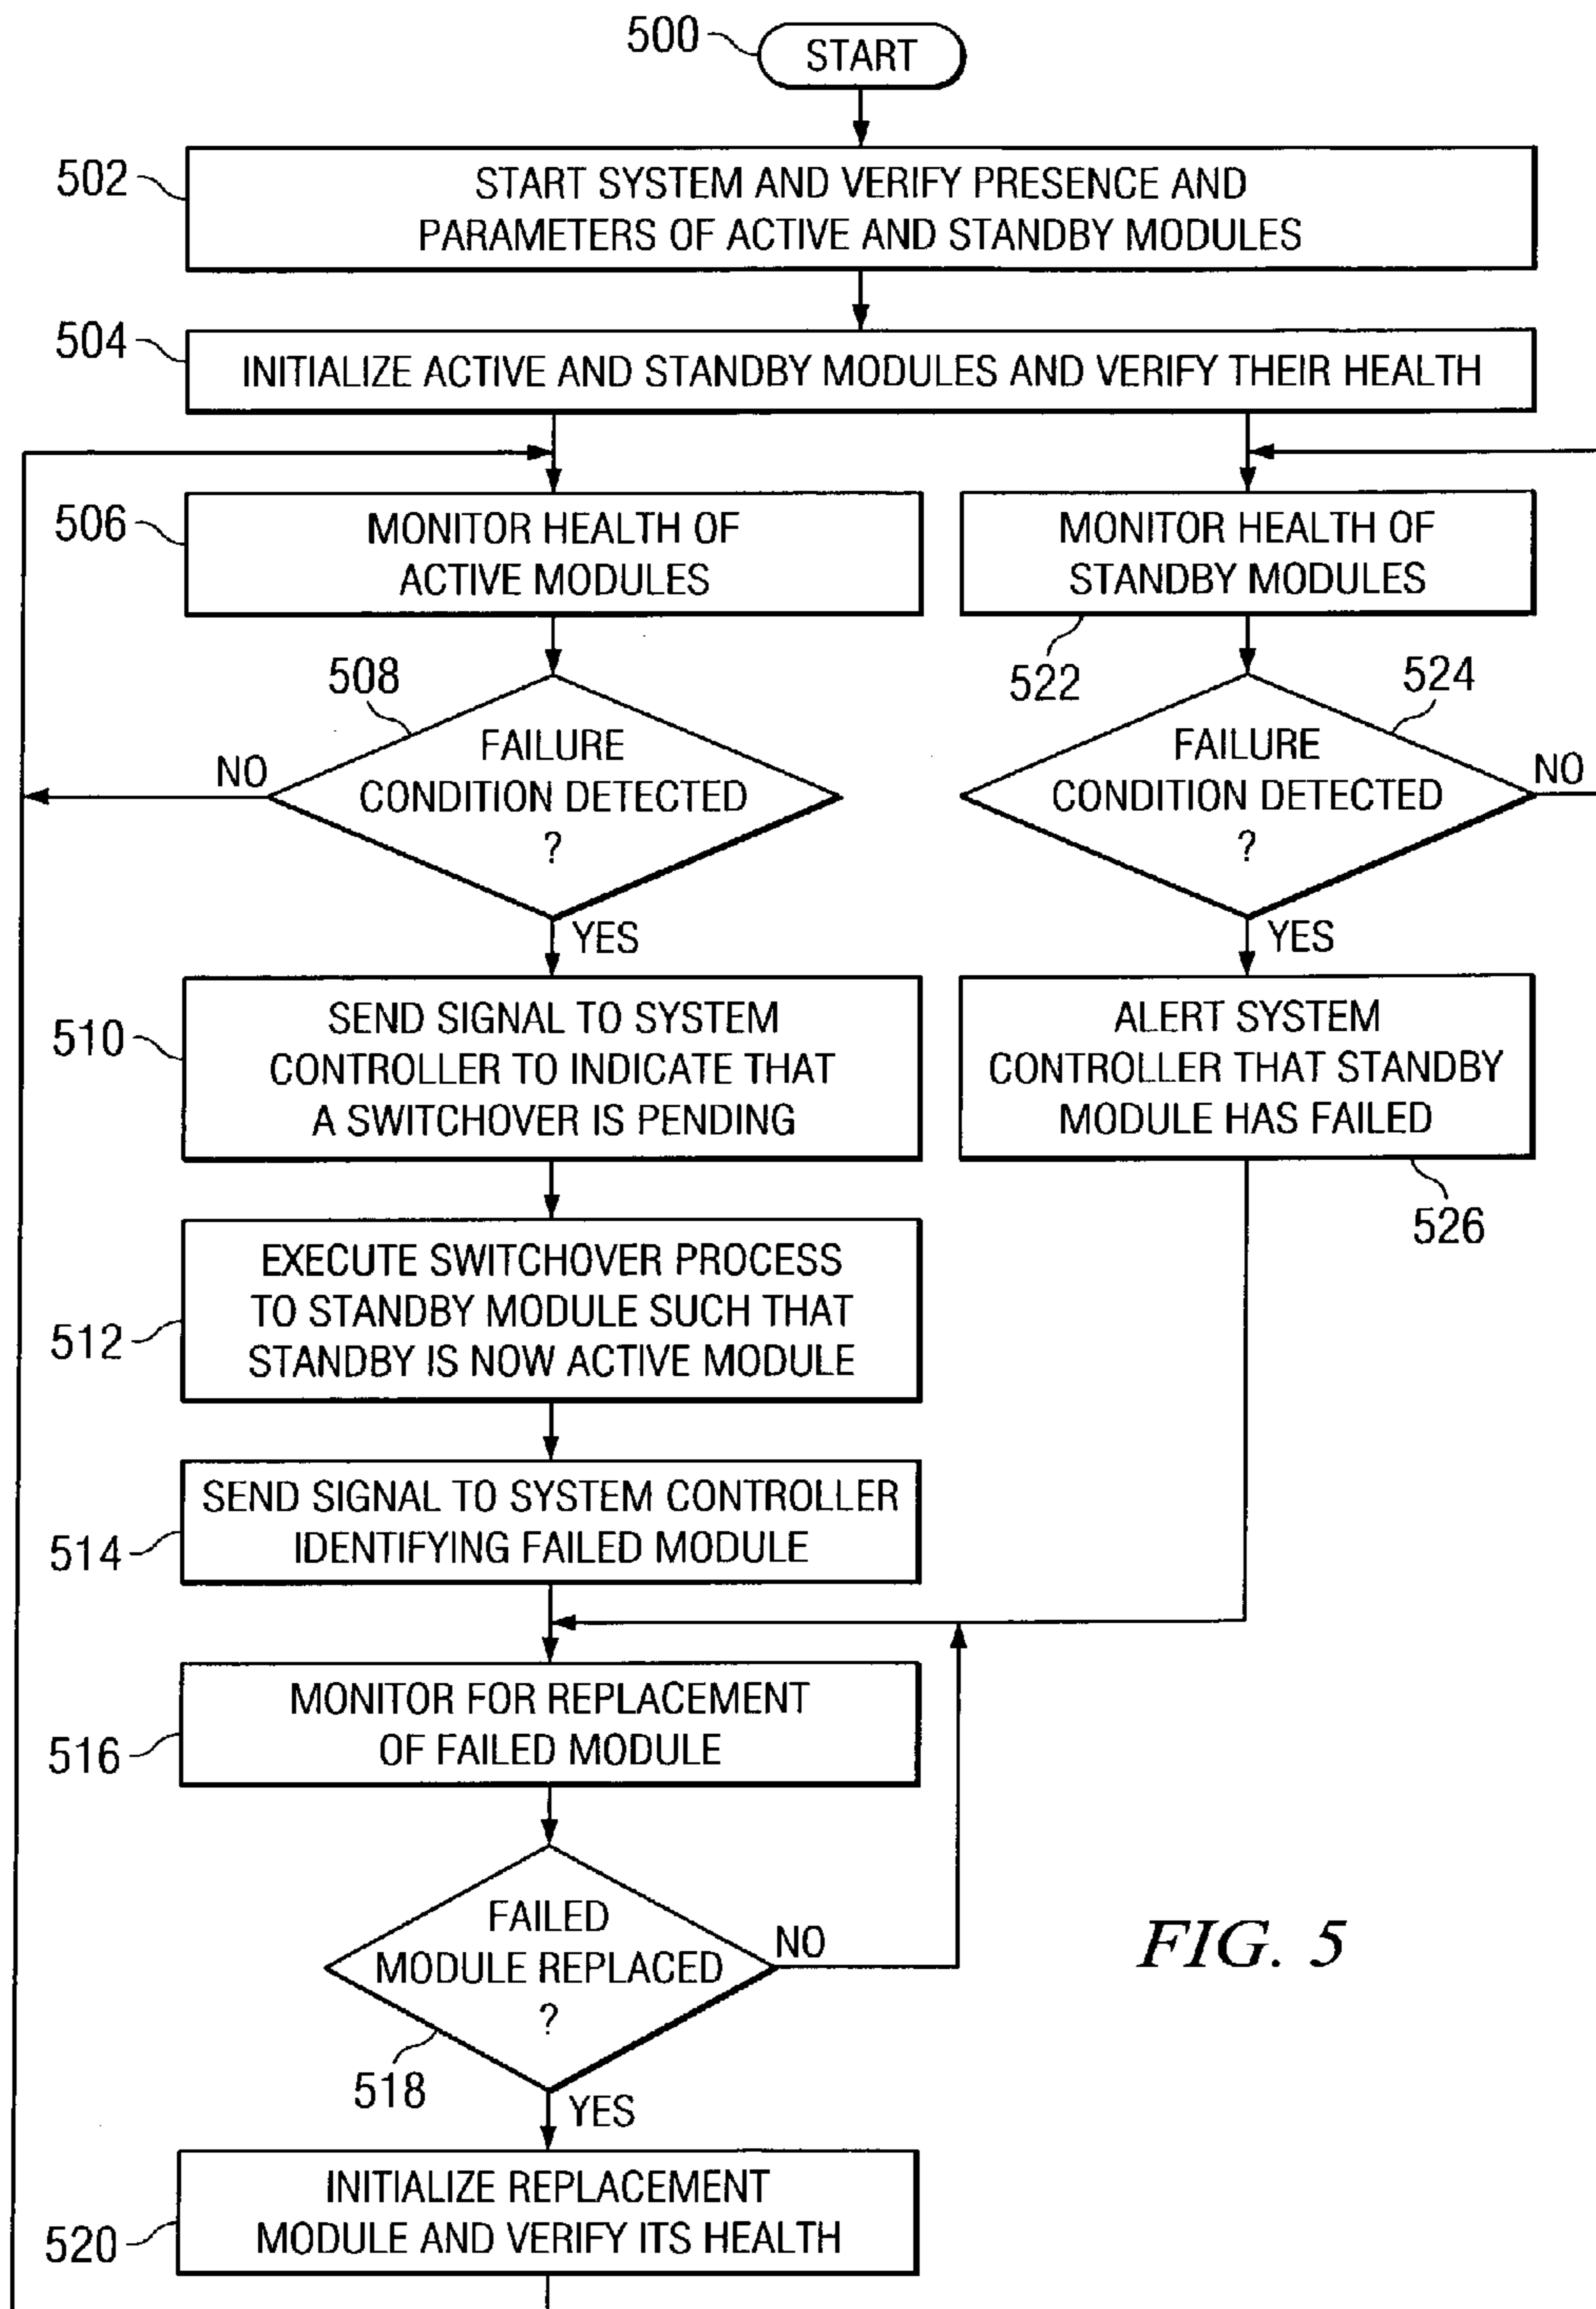 500
START
502
START SYSTEM AND VERIFY PRESENCE AND
PARAMETERS OF ACTIVE AND STANDBY MODULES
504
INITIALIZE ACTIVE AND STANDBY MODULES AND VERIFY THEIR HEALTH
506
MONITOR HEALTH OF
ACTIVE MODULES
508
FAILURE
CONDITION DETECTED
?
NO
YES
510
SEND SIGNAL TO SYSTEM
CONTROLLER TO INDICATE THAT
A SWITCHOVER IS PENDING
512
EXECUTE SWITCHOVER PROCESS
TO STANDBY MODULE SUCH THAT
STANDBY IS NOW ACTIVE MODULE
514
SEND SIGNAL TO SYSTEM CONTROLLER
IDENTIFYING FAILED MODULE
MONITOR HEALTH OF
STANDBY MODULES
522
524
FAILURE
CONDITION DETECTED
?
NO
YES
ALERT SYSTEM
CONTROLLER THAT STANDBY
MODULE HAS FAILED
526
516
MONITOR FOR REPLACEMENT
OF FAILED MODULE
FAILED
MODULE REPLACED
?
NO
518
YES
520
INITIALIZE REPLACEMENT
MODULE AND VERIFY ITS HEALTH
FIG. 5